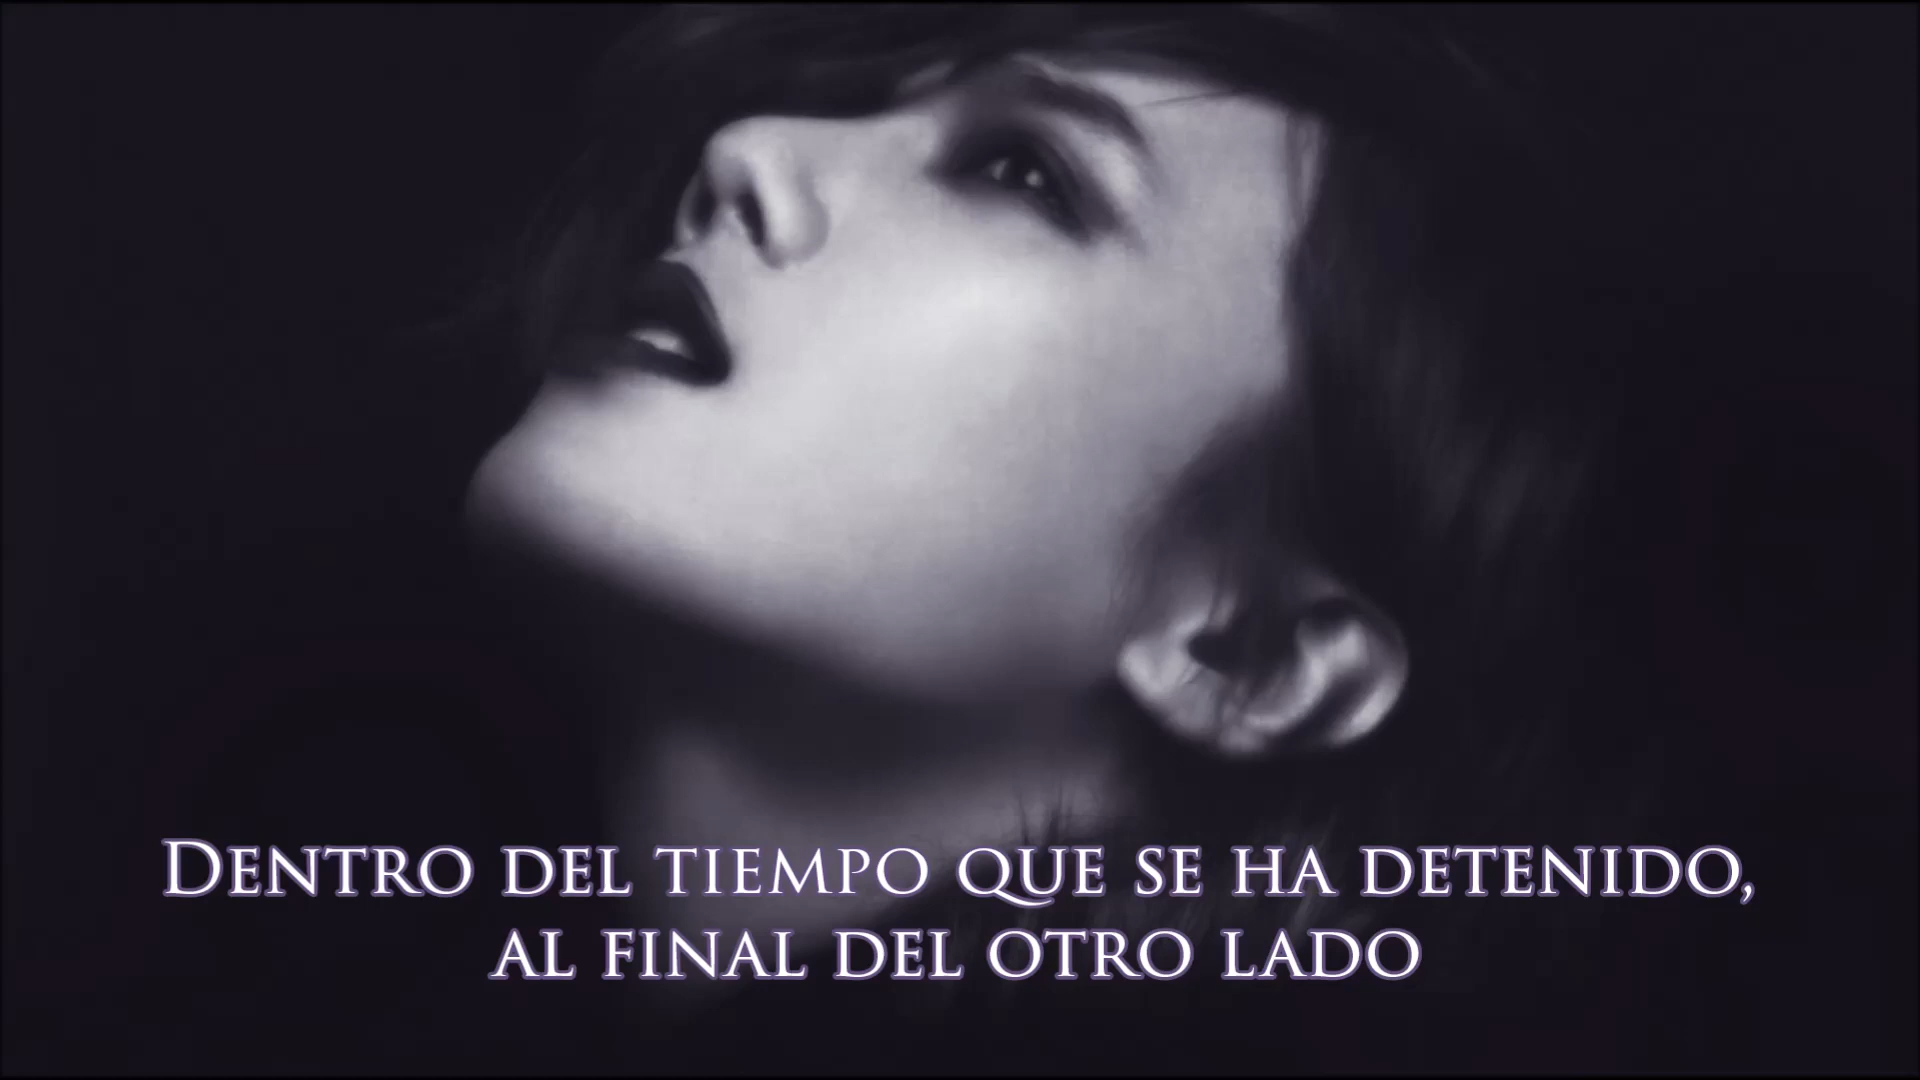 Dentro del tiempo que se ha detenido,
al final del otro lado